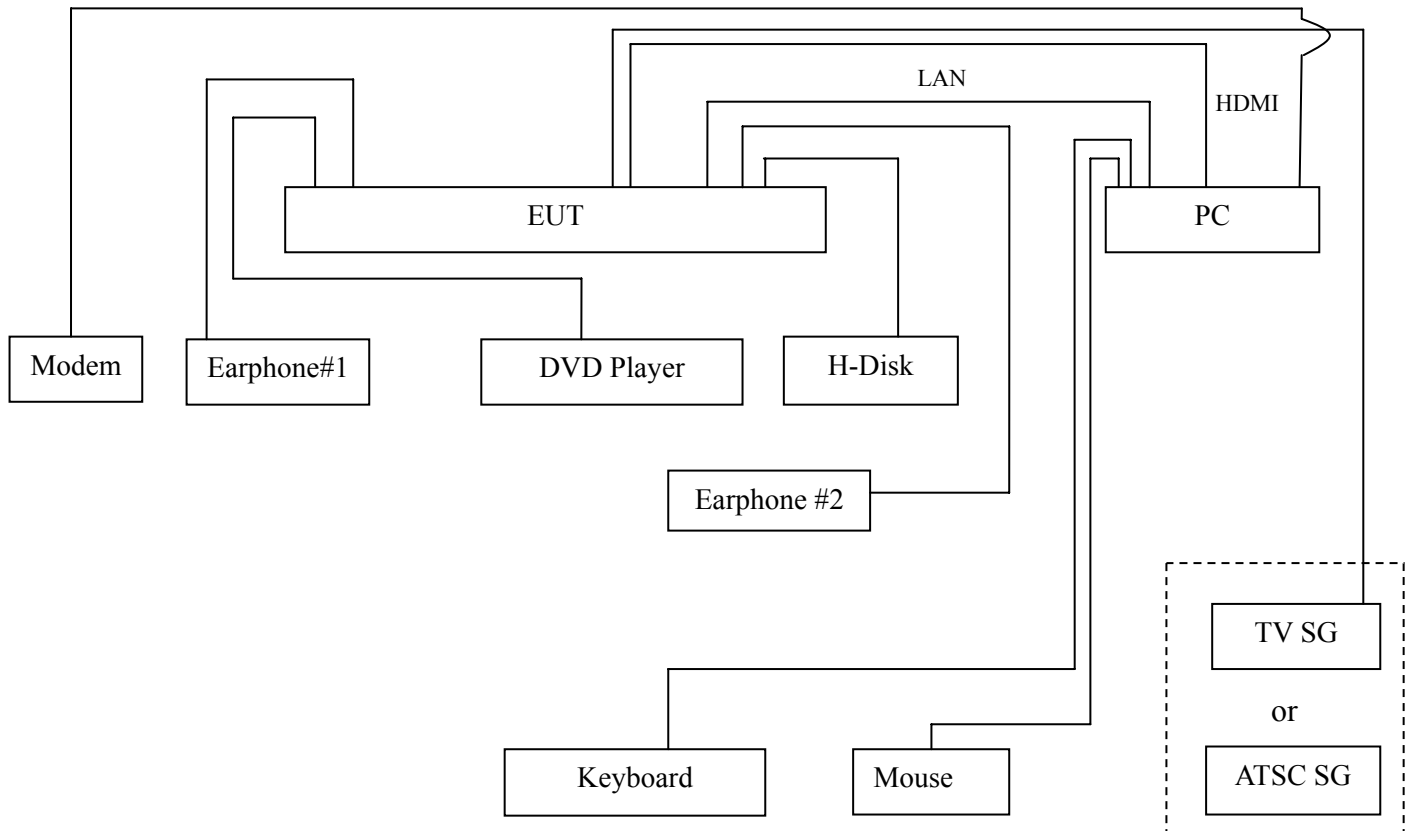 LAN
HDMI
EUT
PC
Modem
Earphone#1
DVD Player
H-Disk
Earphone #2
TV SG
or
Keyboard
Mouse
ATSC SG